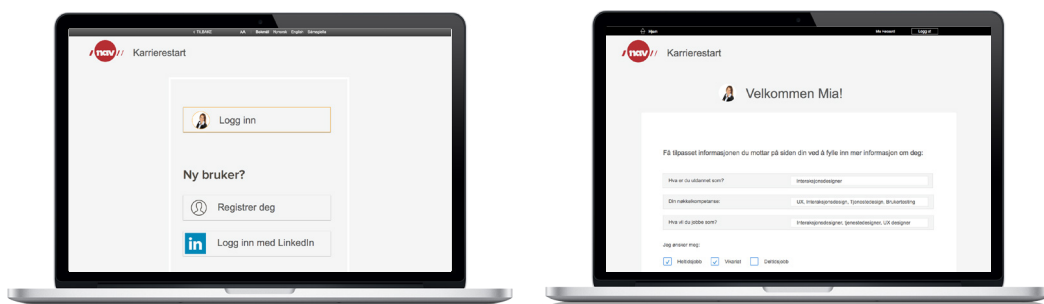 AA Bokmål Nynorsk English
nav Karrierestart
Logg inn
Ny bruker?
Registrer deg
in Logg inn med LinkedIn
Hjem Logg ut
nav Karrierestart
Velkommen Mia!
Få tilpasset informasjonen du mottar på siden din ved å fylle inn mer informasjon om deg:
Hva er du utdannet som? Interaksjonsdesigner
Din nøkkelkompetanse: UX, Interaksjonsdesign, Tjenestedesign, Brukertesting
Hva vil du jobbe som? Interaksjonsdesigner, tjenestedesigner, UX designer
Jeg ønsker meg:
Heltidsjobb Vikariat Deltidsjobb